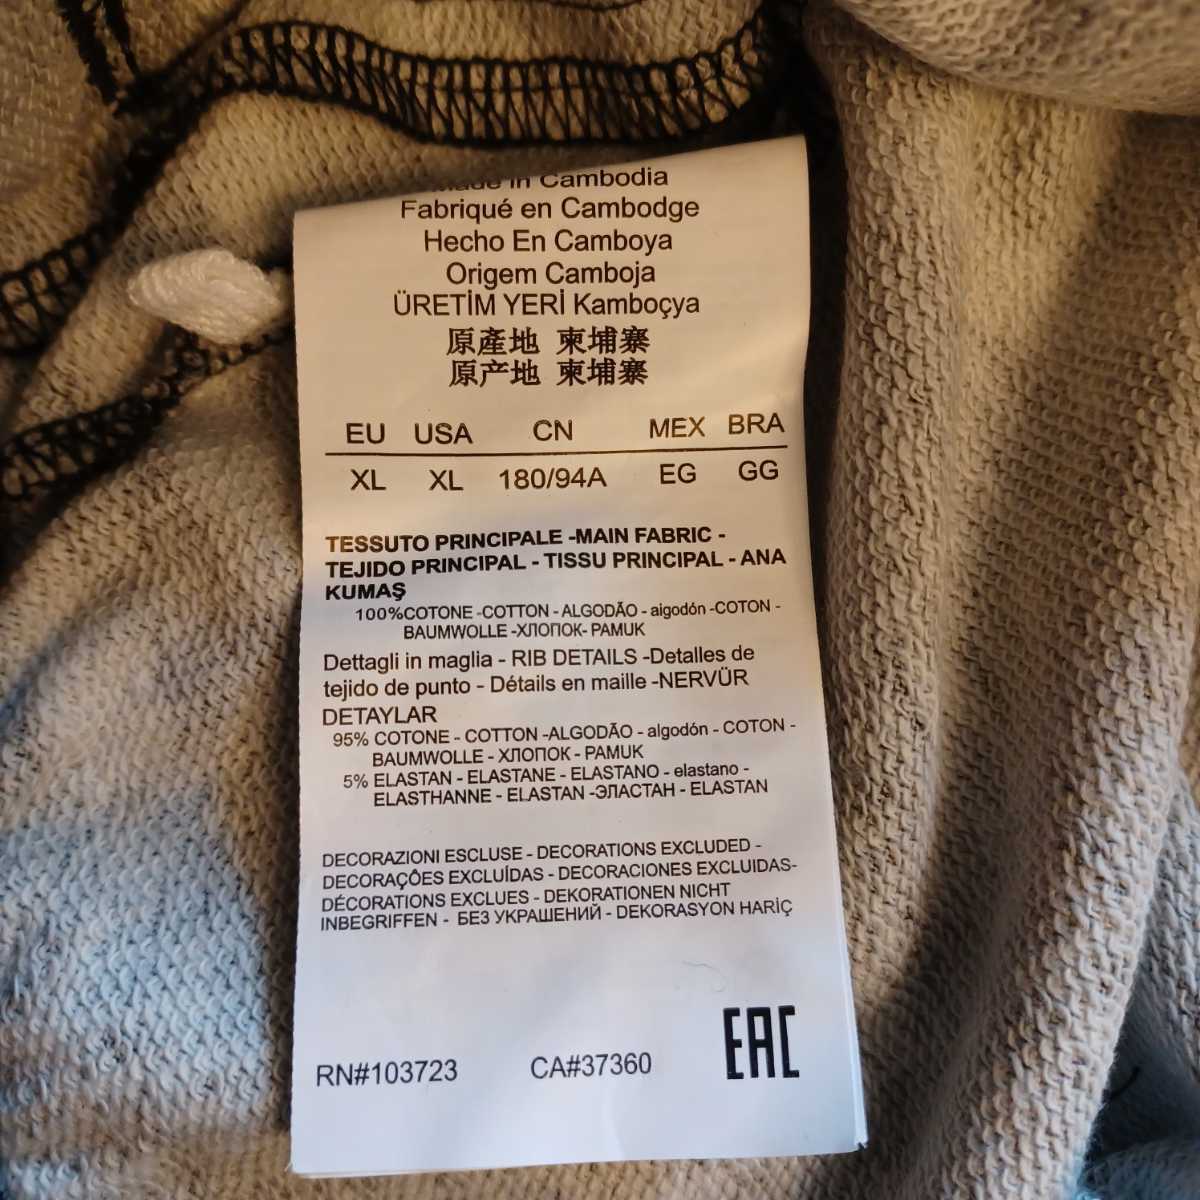 Made in Cambodia
Fabriqué en Cambodge
Hecho En Camboya
Origem Camboja
ÜRETİM YERİ Kamboçya
原產地 柬埔寨
原产地 柬埔寨
EU USA CN MEX BRA
XL XL 180/94A EG GG
TESSUTO PRINCIPALE -MAIN FABRIC -
TEJIDO PRINCIPAL - TISSU PRINCIPAL - ANA
KUMAŞ
100%COTONE -COTTON - ALGODÃO - algodón -COTON -
BAUMWOLLE -ХЛОПОК- PAMUK
Dettagli in maglia - RIB DETAILS -Detalles de
tejido de punto - Détails en maille -NERVÜR
DETAYLAR
95% COTONE - COTTON -ALGODÃO - algodón - COTON -
BAUMWOLLE - ХЛОПОК - PAMUK
5% ELASTAN - ELASTANE - ELASTANO - elastano -
ELASTHANNE - ELASTAN -ЭЛАСТАН - ELASTAN
DECORAZIONI ESCLUSE - DECORATIONS EXCLUDED -
DECORAÇÔES EXCLUÍDAS - DECORACIONES EXCLUIDAS-
DÉCORATIONS EXCLUES - DEKORATIONEN NICHT
INBEGRIFFEN - БЕЗ УКРАШЕНИЙ - DEKORASYON HARİÇ
RN#103723 CA#37360 EAC